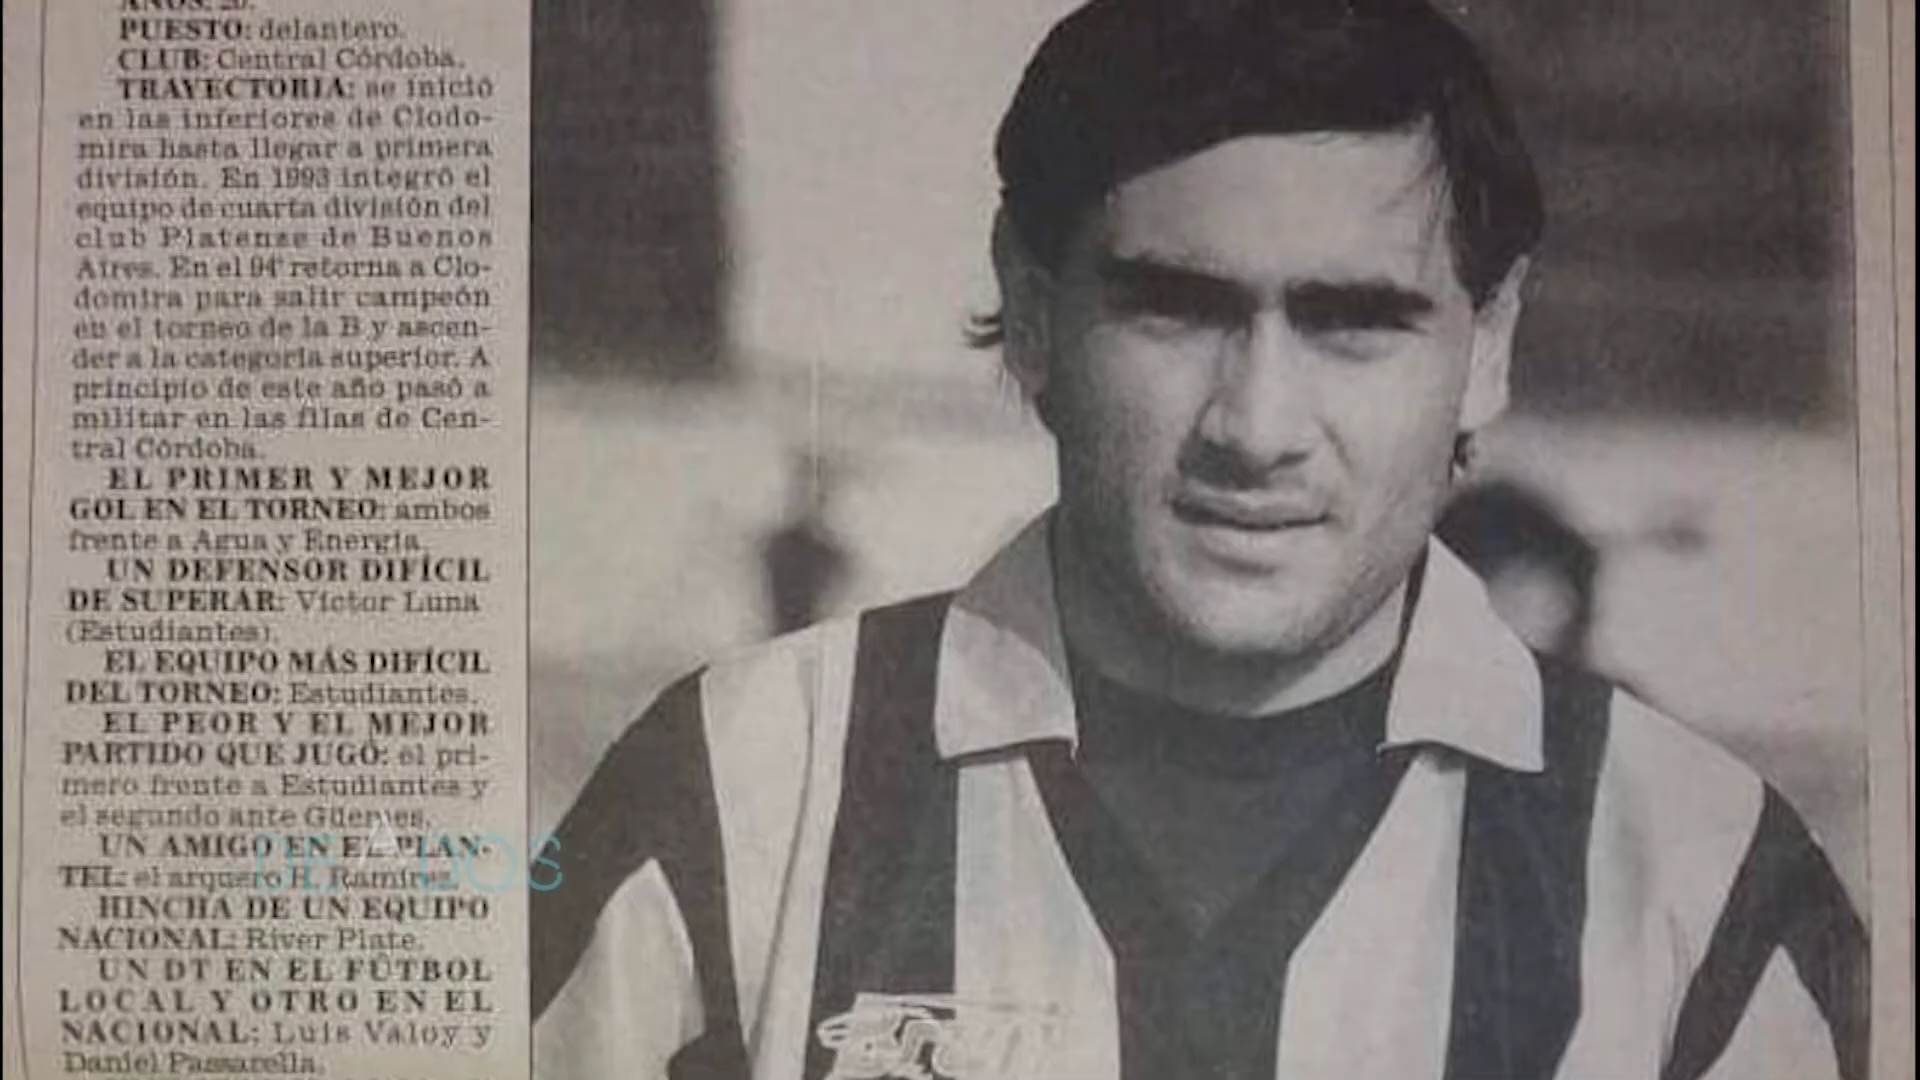 AÑOS: 20.
PUESTO: delantero.
CLUB: Central Córdoba.
TRAYECTORIA: se inició
en las inferiores de Clodo-
mira hasta llegar a primera
división. En 1993 integró el
equipo de cuarta división del
club Platense de Buenos
Aires. En el 94' retorna a Clo-
domira para salir campeón
en el torneo de la B y ascen-
der a la categoría superior. A
principio de este año pasó a
militar en las filas de Cen-
tral Córdoba.
EL PRIMER Y MEJOR
GOL EN EL TORNEO: ambos
frente a Agua y Energía.
UN DEFENSOR DIFÍCIL
DE SUPERAR: Víctor Luna
(Estudiantes).
EL EQUIPO MÁS DIFÍCIL
DEL TORNEO: Estudiantes.
EL PEOR Y EL MEJOR
PARTIDO QUE JUGÓ: el pri-
mero frente a Estudiantes y
el segundo ante Güemes.
UN AMIGO EN EL PLAN-
TEL: el arquero H. Ramírez.
HINCHA DE UN EQUIPO
NACIONAL: River Plate.
UN DT EN EL FÚTBOL
LOCAL Y OTRO EN EL
NACIONAL: Luis Valoy y
Daniel Passarella.